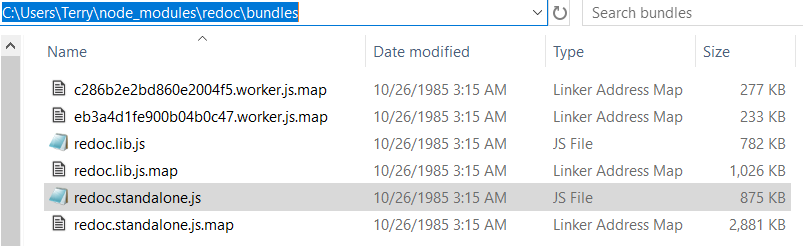 C:\Users\Terry\node_modules\redoc\bundles Search bundles
Name Date modified Type Size
c286b2e2bd860e2004f5.worker.js.map 10/26/1985 3:15 AM Linker Address Map 277 KB
eb3a4d1fe900b04b0c47.worker.js.map 10/26/1985 3:15 AM Linker Address Map 233 KB
redoc.lib.js 10/26/1985 3:15 AM JS File 782 KB
redoc.lib.js.map 10/26/1985 3:15 AM Linker Address Map 1,026 KB
redoc.standalone.js 10/26/1985 3:15 AM JS File 875 KB
redoc.standalone.js.map 10/26/1985 3:15 AM Linker Address Map 2,881 KB